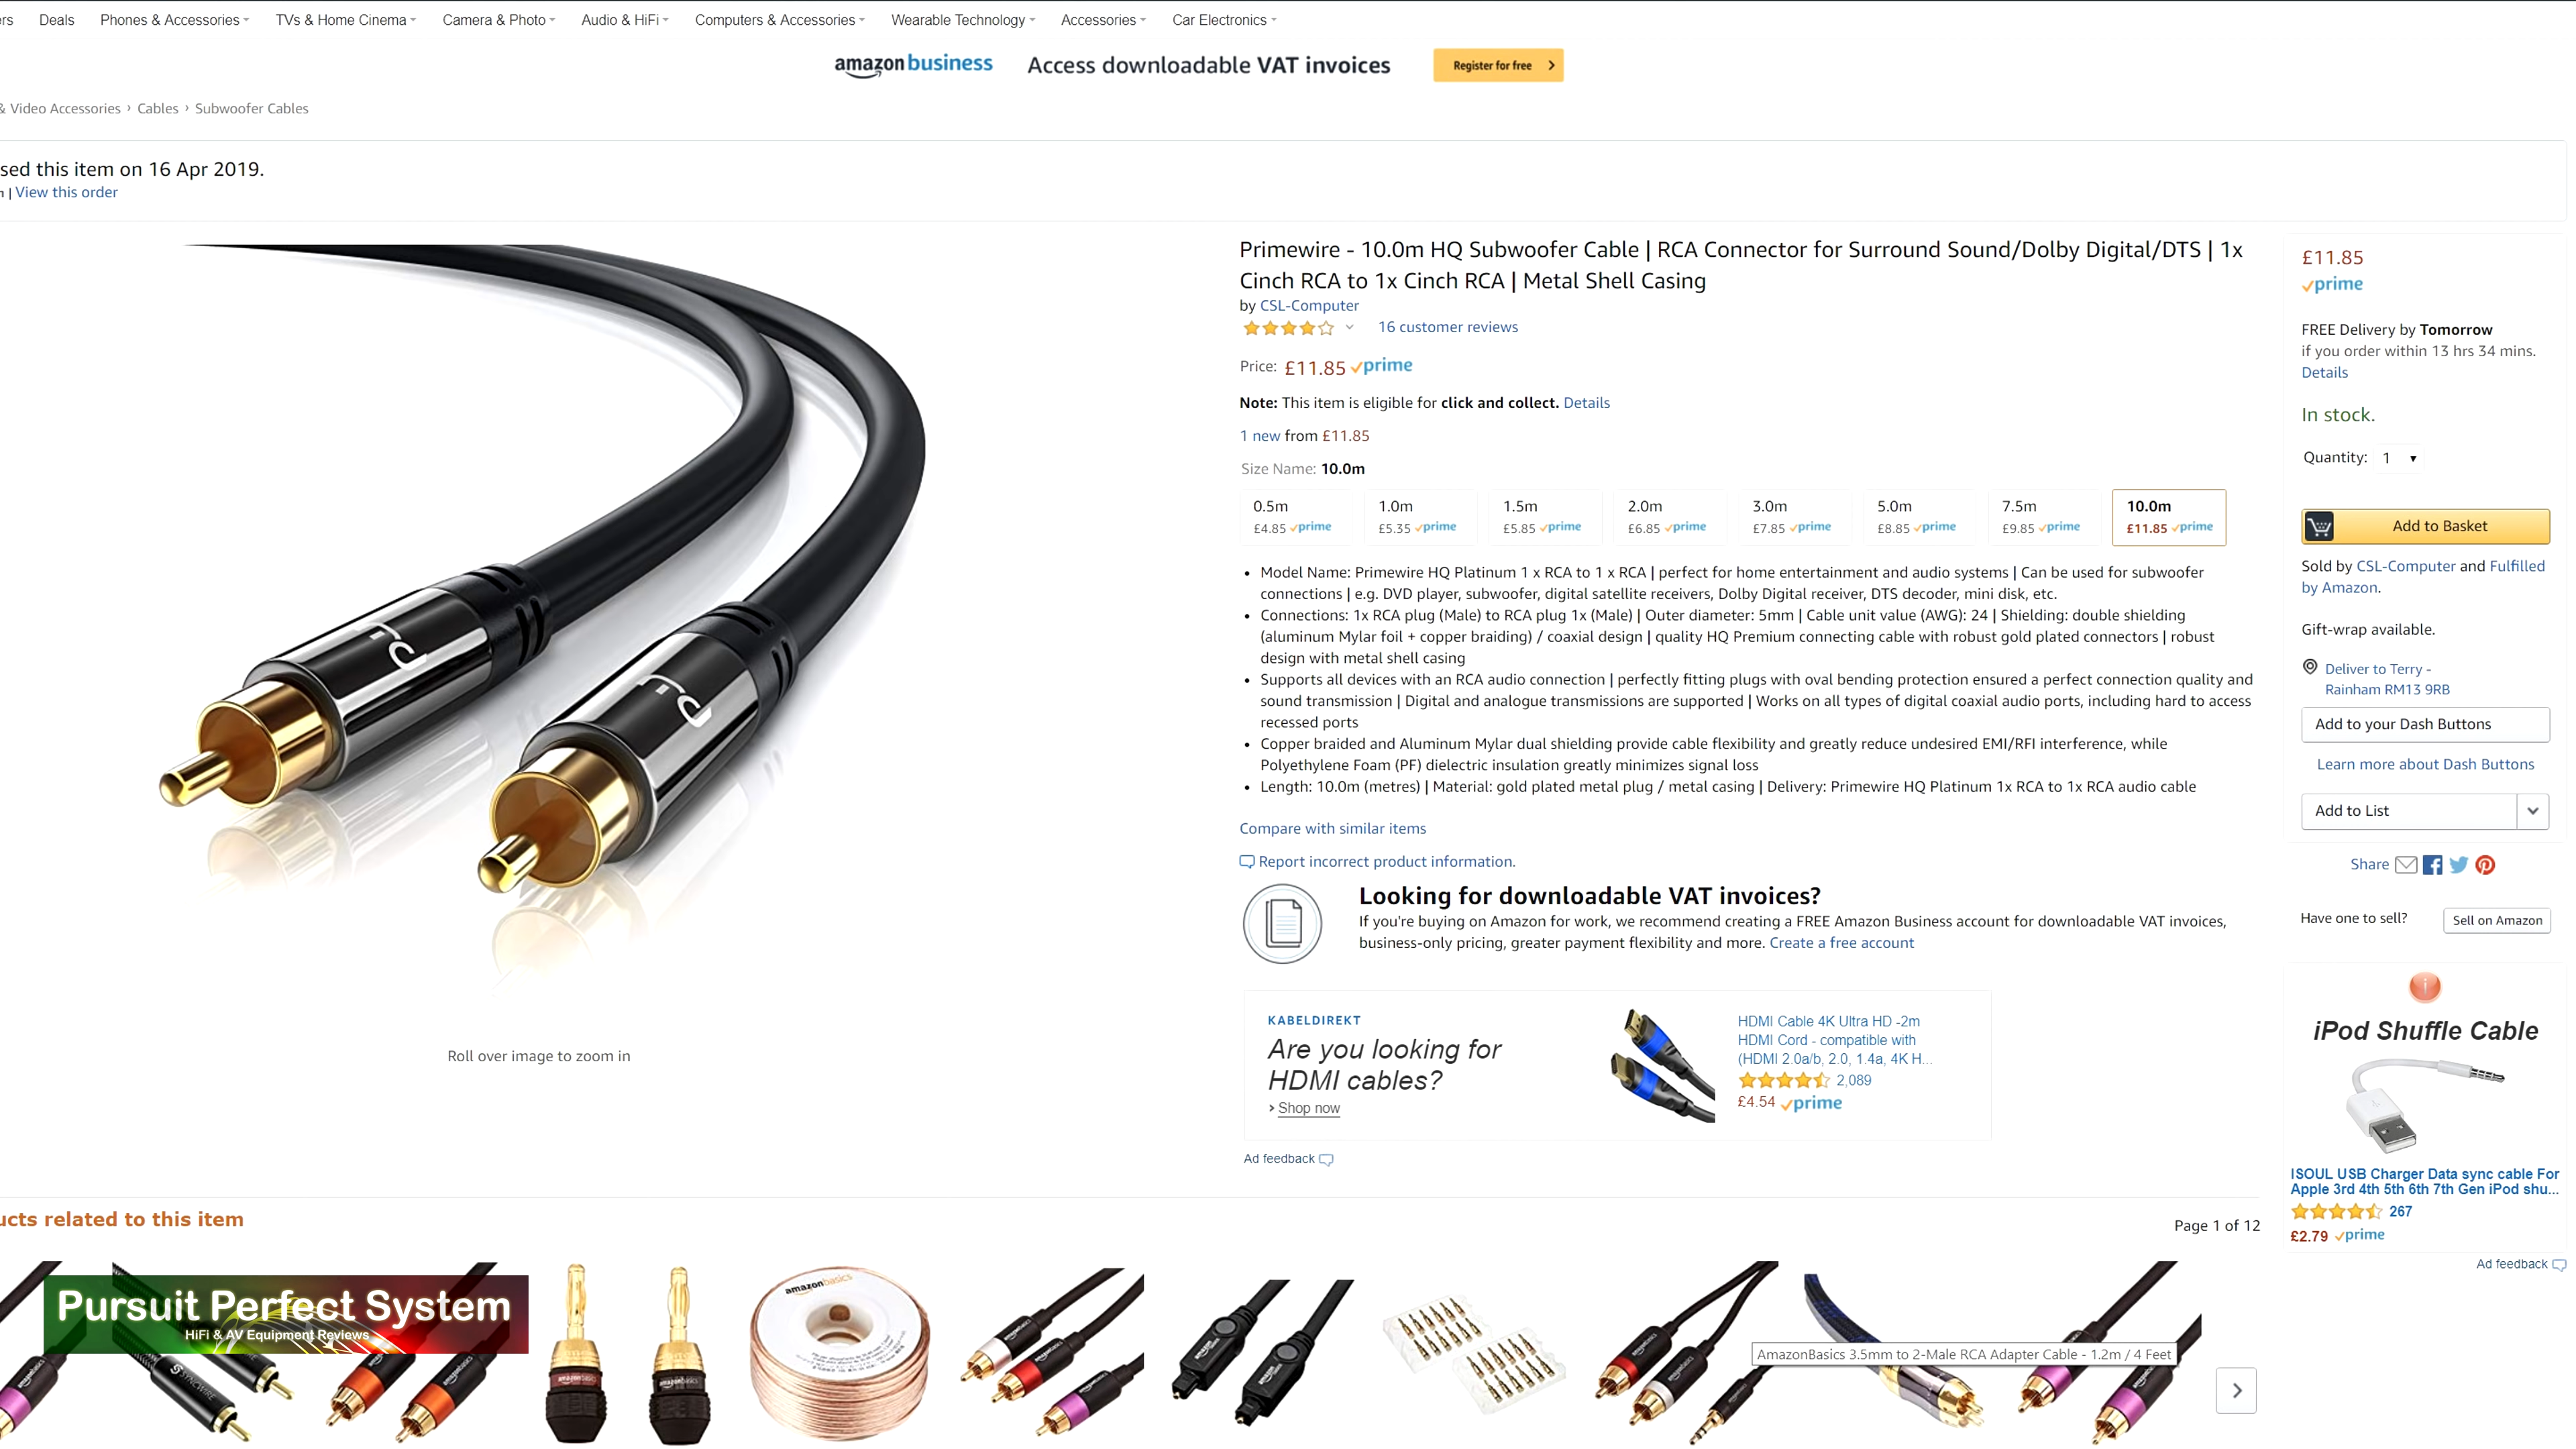 rs Deals Phones & Accessories TVs & Home Cinema Camera & Photo Audio & HiFi Computers & Accessories Wearable Technology Accessories Car Electronics
amazon business Access downloadable VAT invoices Register for free
& Video Accessories › Cables › Subwoofer Cables
sed this item on 16 Apr 2019.
| View this order
Primewire - 10.0m HQ Subwoofer Cable | RCA Connector for Surround Sound/Dolby Digital/DTS | 1x
Cinch RCA to 1x Cinch RCA | Metal Shell Casing
by CSL-Computer
16 customer reviews
Price: £11.85 prime
Note: This item is eligible for click and collect. Details
1 new from £11.85
Size Name: 10.0m
0.5m 1.0m 1.5m 2.0m 3.0m 5.0m 7.5m 10.0m
£4.85 prime £5.35 prime £5.85 prime £6.85 prime £7.85 prime £8.85 prime £9.85 prime £11.85 prime
• Model Name: Primewire HQ Platinum 1 x RCA to 1 x RCA | perfect for home entertainment and audio systems | Can be used for subwoofer
connections | e.g. DVD player, subwoofer, digital satellite receivers, Dolby Digital receiver, DTS decoder, mini disk, etc.
• Connections: 1x RCA plug (Male) to RCA plug 1x (Male) | Outer diameter: 5mm | Cable unit value (AWG): 24 | Shielding: double shielding
(aluminum Mylar foil + copper braiding) / coaxial design | quality HQ Premium connecting cable with robust gold plated connectors | robust
design with metal shell casing
• Supports all devices with an RCA audio connection | perfectly fitting plugs with oval bending protection ensured a perfect connection quality and
sound transmission | Digital and analogue transmissions are supported | Works on all types of digital coaxial audio ports, including hard to access
recessed ports
• Copper braided and Aluminum Mylar dual shielding provide cable flexibility and greatly reduce undesired EMI/RFI interference, while
Polyethylene Foam (PF) dielectric insulation greatly minimizes signal loss
• Length: 10.0m (metres) | Material: gold plated metal plug / metal casing | Delivery: Primewire HQ Platinum 1x RCA to 1x RCA audio cable
Compare with similar items
Report incorrect product information.
Looking for downloadable VAT invoices?
If you're buying on Amazon for work, we recommend creating a FREE Amazon Business account for downloadable VAT invoices,
business-only pricing, greater payment flexibility and more. Create a free account
KABELDIREKT
Are you looking for
HDMI cables?
› Shop now
HDMI Cable 4K Ultra HD -2m
HDMI Cord - compatible with
(HDMI 2.0a/b, 2.0, 1.4a, 4K H...
2,089
£4.54 prime
Ad feedback
Roll over image to zoom in
£11.85
prime
FREE Delivery by Tomorrow
if you order within 13 hrs 34 mins.
Details
In stock.
Quantity: 1
Add to Basket
Sold by CSL-Computer and Fulfilled
by Amazon.
Gift-wrap available.
Deliver to Terry -
Rainham RM13 9RB
Add to your Dash Buttons
Learn more about Dash Buttons
Add to List
Share
Have one to sell? Sell on Amazon
iPod Shuffle Cable
ISOUL USB Charger Data sync cable For
Apple 3rd 4th 5th 6th 7th Gen iPod shu...
267
£2.79 prime
Ad feedback
ucts related to this item
Page 1 of 12
Pursuit Perfect System
HiFi & AV Equipment Reviews
SYNCWIRE
amazonbasics
AmazonBasics 3.5mm to 2-Male RCA Adapter Cable - 1.2m / 4 Feet